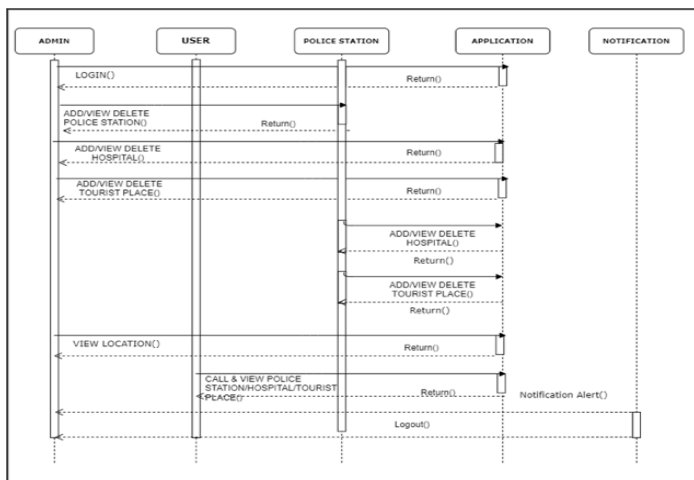 ADMIN
USER
POLICE STATION
APPLICATION
NOTIFICATION
LOGIN()
Return()
ADD/VIEW DELETE
POLICE STATION()
Return()
ADD/VIEW DELETE
HOSPITAL()
Return()
ADD/VIEW DELETE
TOURIST PLACE()
Return()
ADD/VIEW DELETE
HOSPITAL()
Return()
ADD/VIEW DELETE
TOURIST PLACE()
Return()
VIEW LOCATION()
Return()
CALL & VIEW POLICE
STATION/HOSPITAL/TOURIST
PLACE()
Return()
Notification Alert()
Logout()